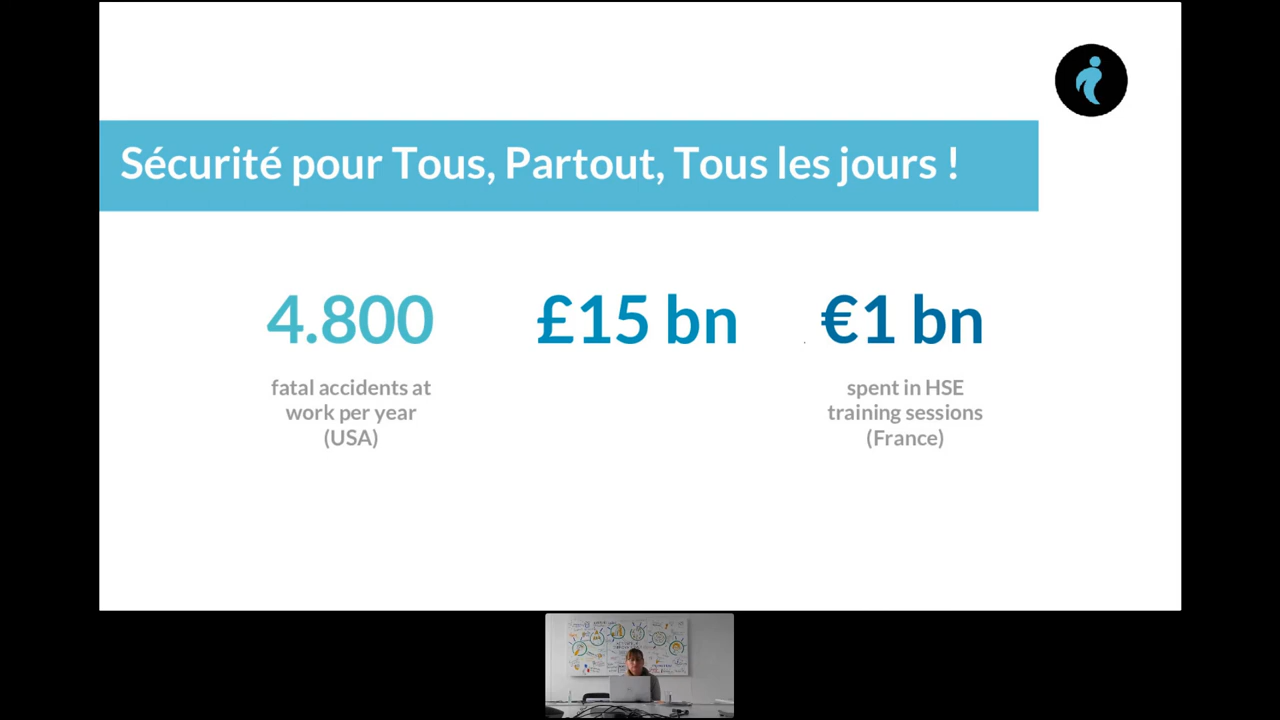 Sécurité pour Tous, Partout, Tous les jours !
4.800
£15 bn
€1 bn
fatal accidents at
work per year
(USA)
spent in HSE
training sessions
(France)